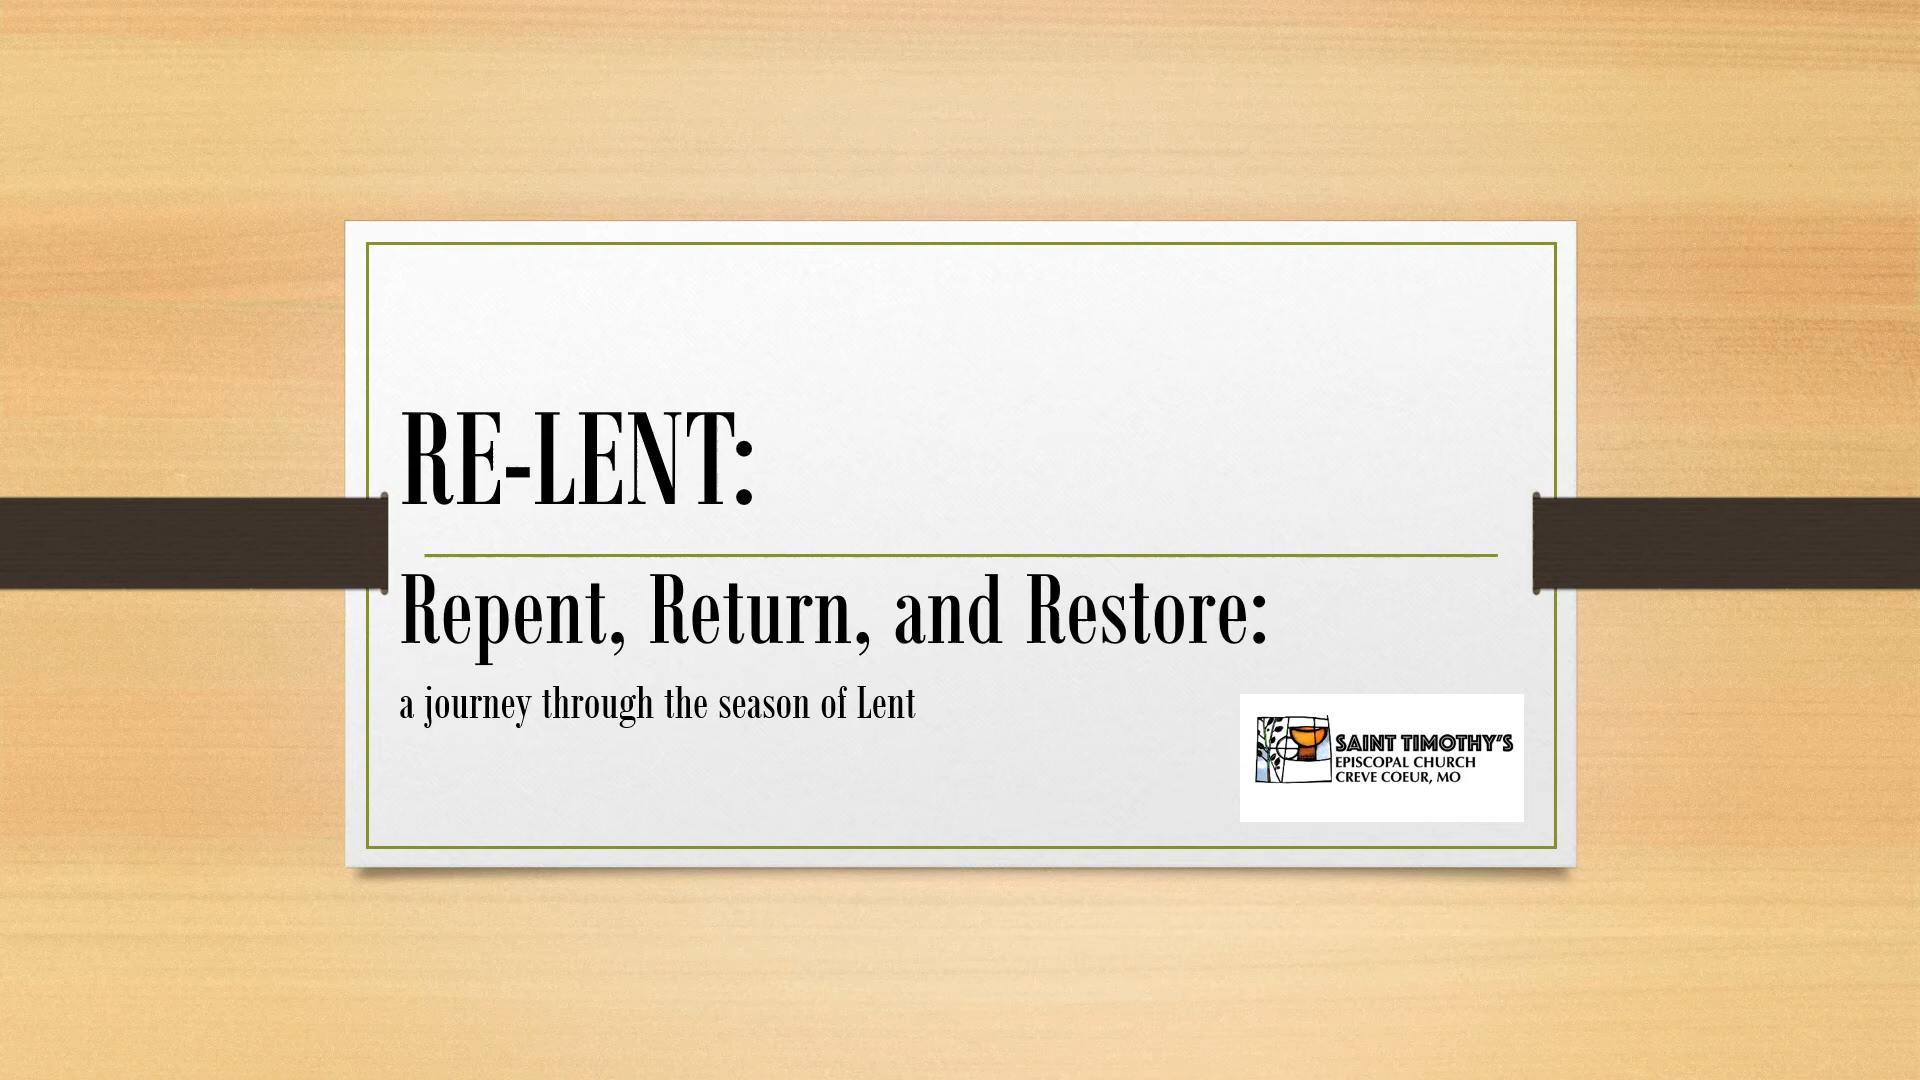 RE-LENT:
Repent, Return, and Restore:
a journey through the season of Lent
SAINT TIMOTHY'S
EPISCOPAL CHURCH
CREVE COEUR, MO